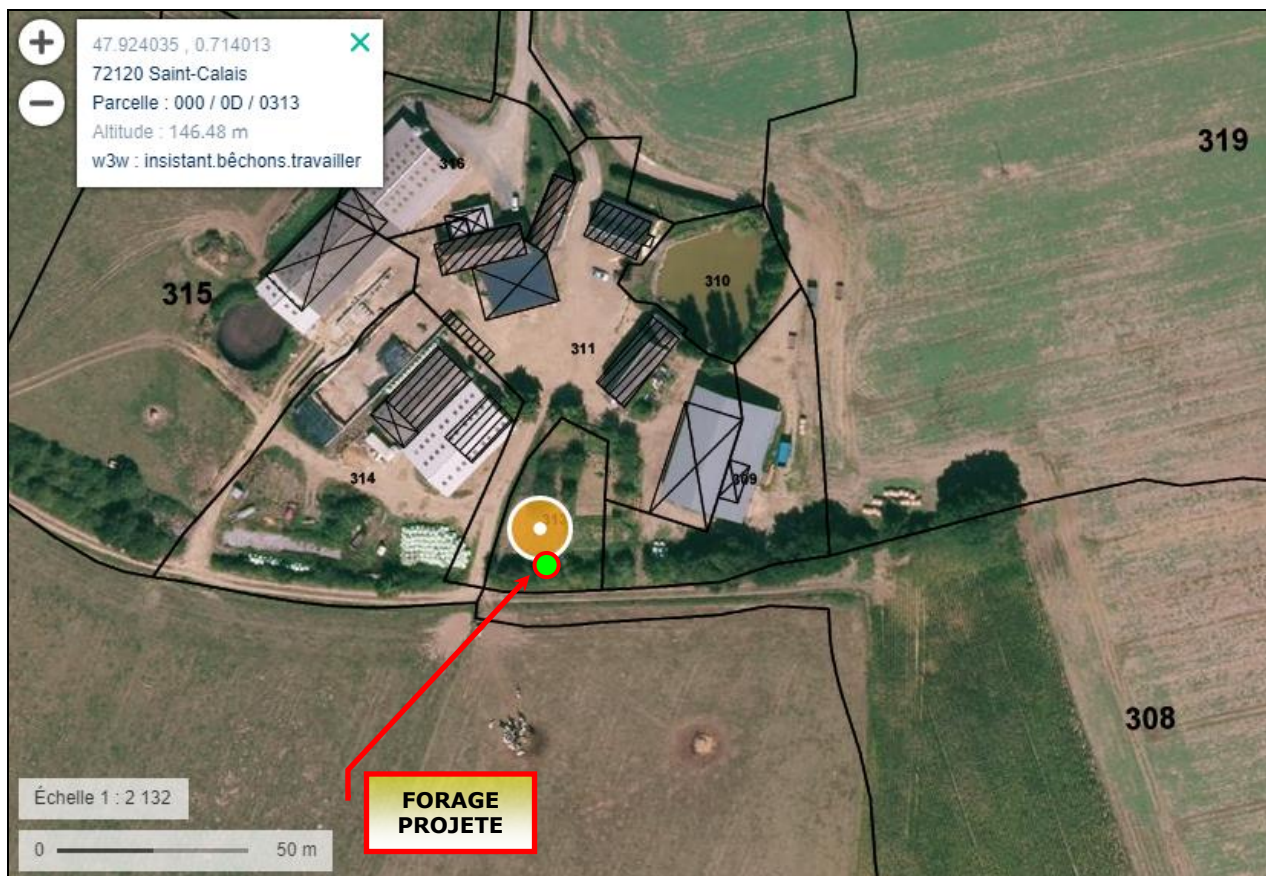 47.924035 , 0.714013
72120 Saint-Calais
Parcelle : 000 / 0D / 0313
Altitude : 146.48 m
w3w : insistant.bêchons.travailler
316
319
315
310
311
314
309
308
FORAGE
PROJETE
Échelle 1 : 2 132
0
50 m